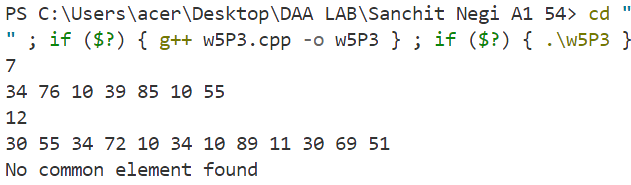 PS C:\Users\acer\Desktop\DAA LAB\Sanchit Negi A1 54> cd "
" ; if ($?) { g++ w5P3.cpp -o w5P3 } ; if ($?) { .\w5P3 }
7
34 76 10 39 85 10 55
12
30 55 34 72 10 34 10 89 11 30 69 51
No common element found